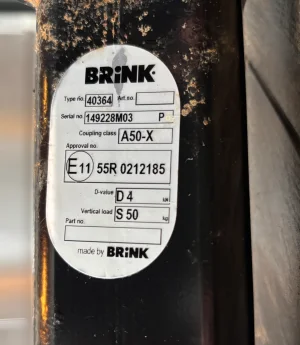 BRiNK
Type no. 40364 Art.no.
Serial no 149228M03 P
Coupling class A50-X
Approval no.
E11 55R 0212185
D-value D 4 kN
Vertical load S 50 kg
Part no.
made by BRiNK